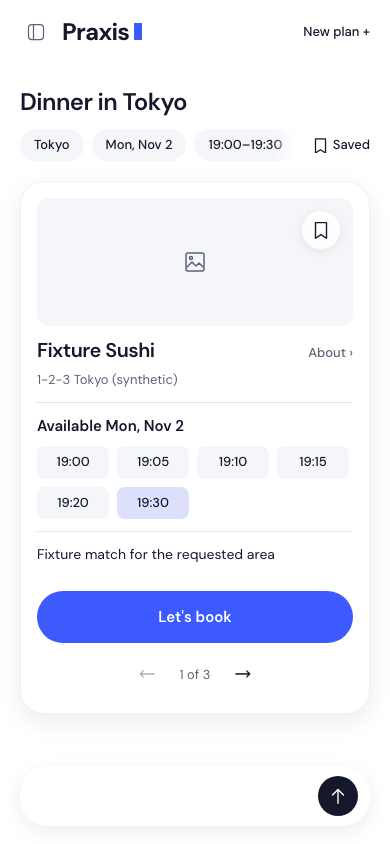 Praxis
New plan +
Dinner in Tokyo
Tokyo
Mon, Nov 2
19:00–19:30
Saved
Fixture Sushi
About ›
1-2-3 Tokyo (synthetic)
Available Mon, Nov 2
19:00
19:05
19:10
19:15
19:20
19:30
Fixture match for the requested area
Let's book
← 1 of 3 →